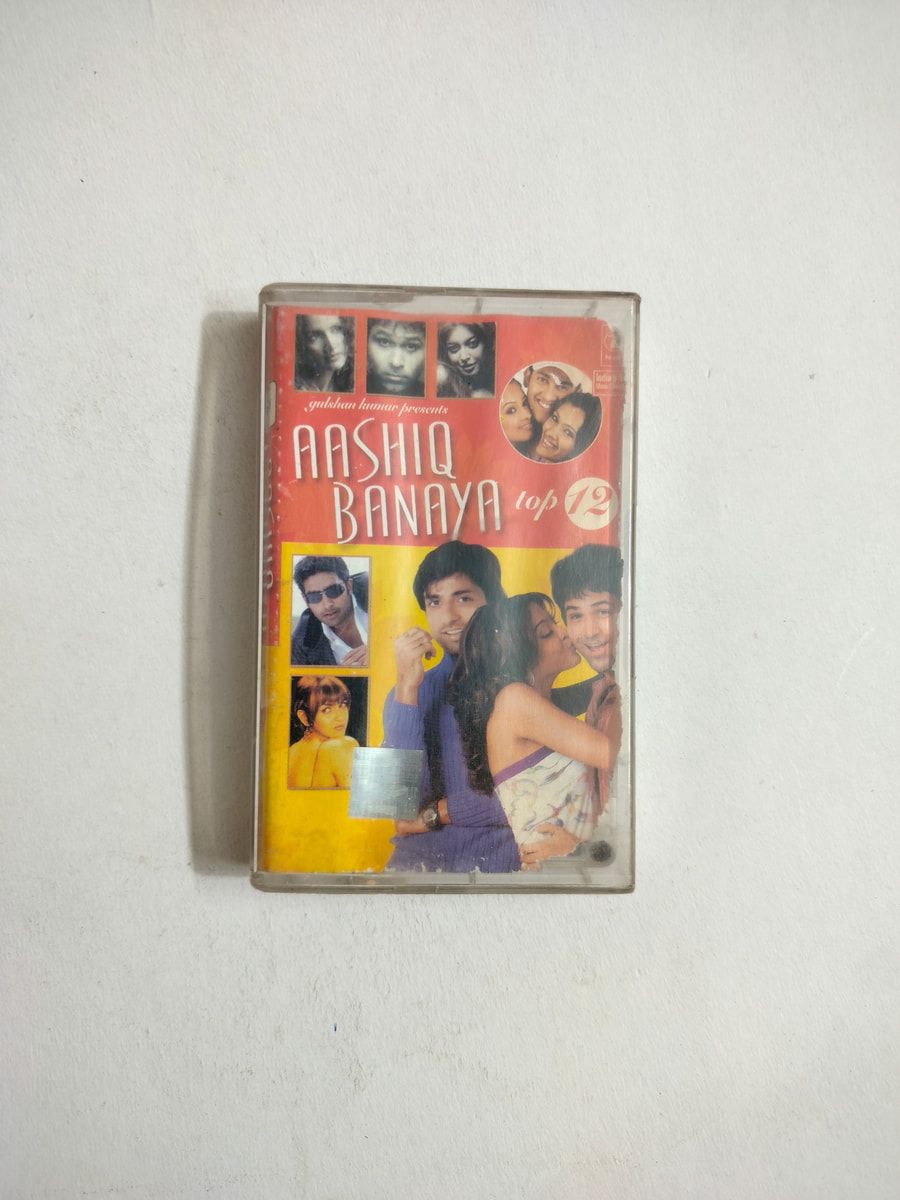 gulshan kumar presents
AASHIQ
BANAYA top 12